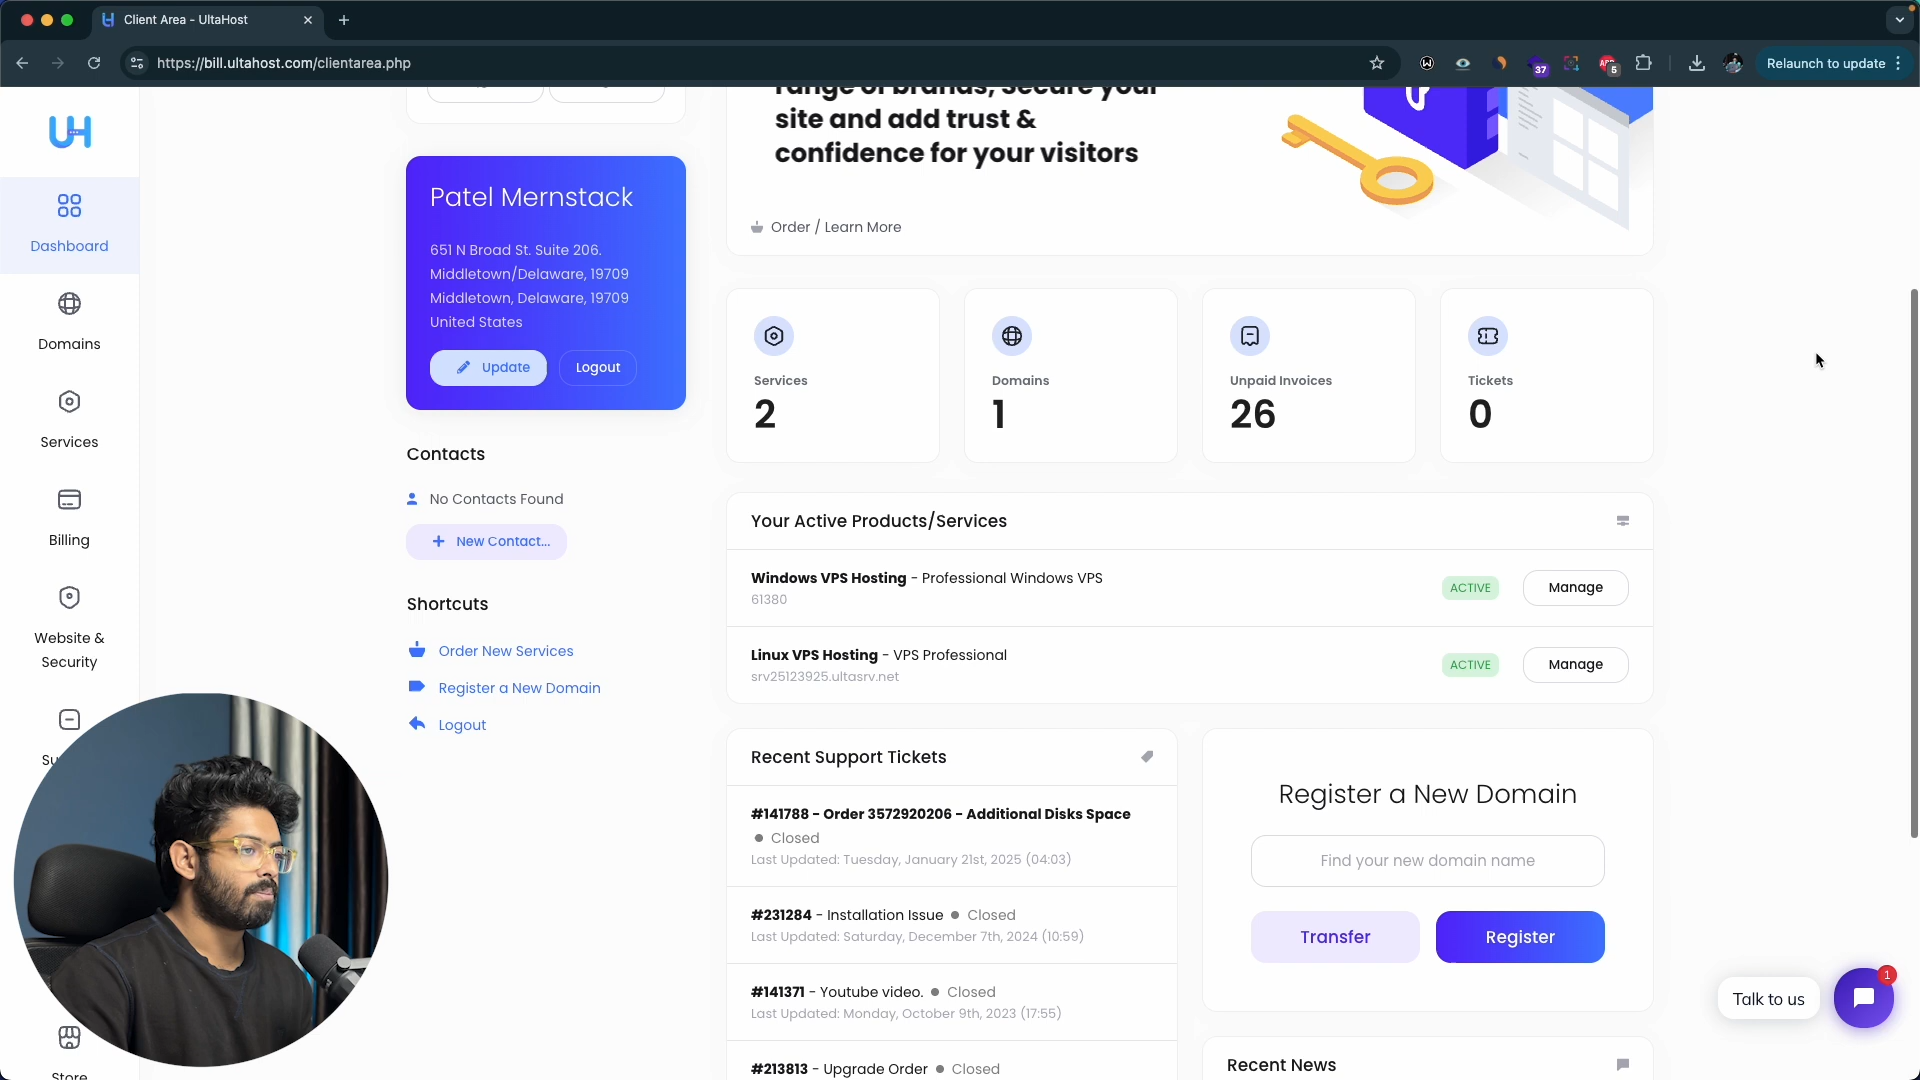 Client Area - UltaHost
https://bill.ultahost.com/clientarea.php
37
5
Relaunch to update
UH
Dashboard
Domains
Services
Billing
Website &
Security
Store
Patel Mernstack
651 N Broad St. Suite 206.
Middletown/Delaware, 19709
Middletown, Delaware, 19709
United States
Update
Logout
Contacts
No Contacts Found
New Contact...
Shortcuts
Order New Services
Register a New Domain
Logout
range of brands, Secure your
site and add trust &
confidence for your visitors
Order / Learn More
Services
2
Domains
1
Unpaid Invoices
26
Tickets
0
Your Active Products/Services
Windows VPS Hosting - Professional Windows VPS
61380
ACTIVE
Manage
Linux VPS Hosting - VPS Professional
srv25123925.ultasrv.net
ACTIVE
Manage
Recent Support Tickets
#141788 - Order 3572920206 - Additional Disks Space
Closed
Last Updated: Tuesday, January 21st, 2025 (04:03)
#231284 - Installation Issue Closed
Last Updated: Saturday, December 7th, 2024 (10:59)
#141371 - Youtube video. Closed
Last Updated: Monday, October 9th, 2023 (17:55)
#213813 - Upgrade Order Closed
Register a New Domain
Find your new domain name
Transfer
Register
Recent News
Talk to us
1